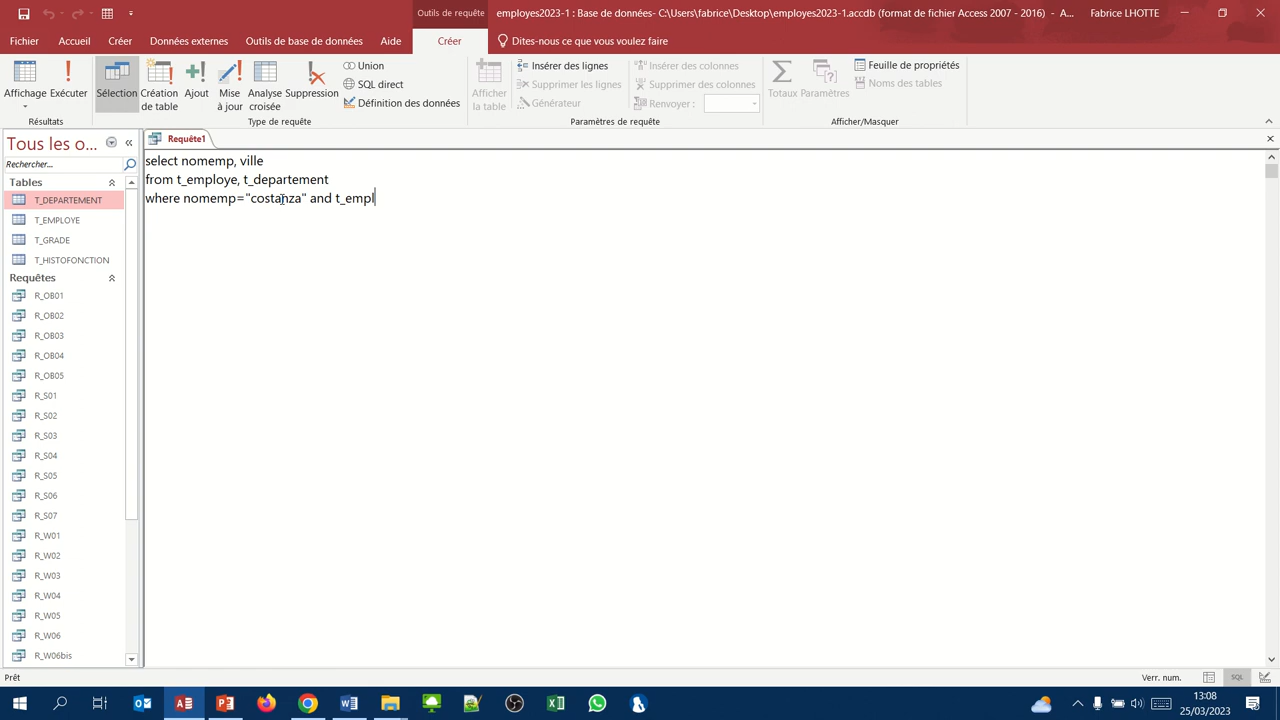 Outils de requête
employes2023-1 : Base de données- C:\Users\fabrice\Desktop\employes2023-1.accdb (format de fichier Access 2007 - 2016) - A...
Fabrice LHOTTE
Fichier Accueil Créer Données externes Outils de base de données Aide Créer Dites-nous ce que vous voulez faire
Affichage Exécuter
Résultats
Sélection Création de table Ajout Mise à jour Analyse croisée Suppression
Union
SQL direct
Définition des données
Type de requête
Afficher la table
Insérer des lignes
Supprimer les lignes
Générateur
Insérer des colonnes
Supprimer des colonnes
Renvoyer :
Paramètres de requête
Totaux Paramètres
Feuille de propriétés
Noms des tables
Afficher/Masquer
Tous les o...
Rechercher...
Tables
T_DEPARTEMENT
T_EMPLOYE
T_GRADE
T_HISTOFONCTION
Requêtes
R_OB01
R_OB02
R_OB03
R_OB04
R_OB05
R_S01
R_S02
R_S03
R_S04
R_S05
R_S06
R_S07
R_W01
R_W02
R_W03
R_W04
R_W05
R_W06
R_W06bis
Requête1
select nomemp, ville
from t_employe, t_departement
where nomemp="costanza" and t_empl
Prêt
Verr. num.
SQL
13:08
25/03/2023